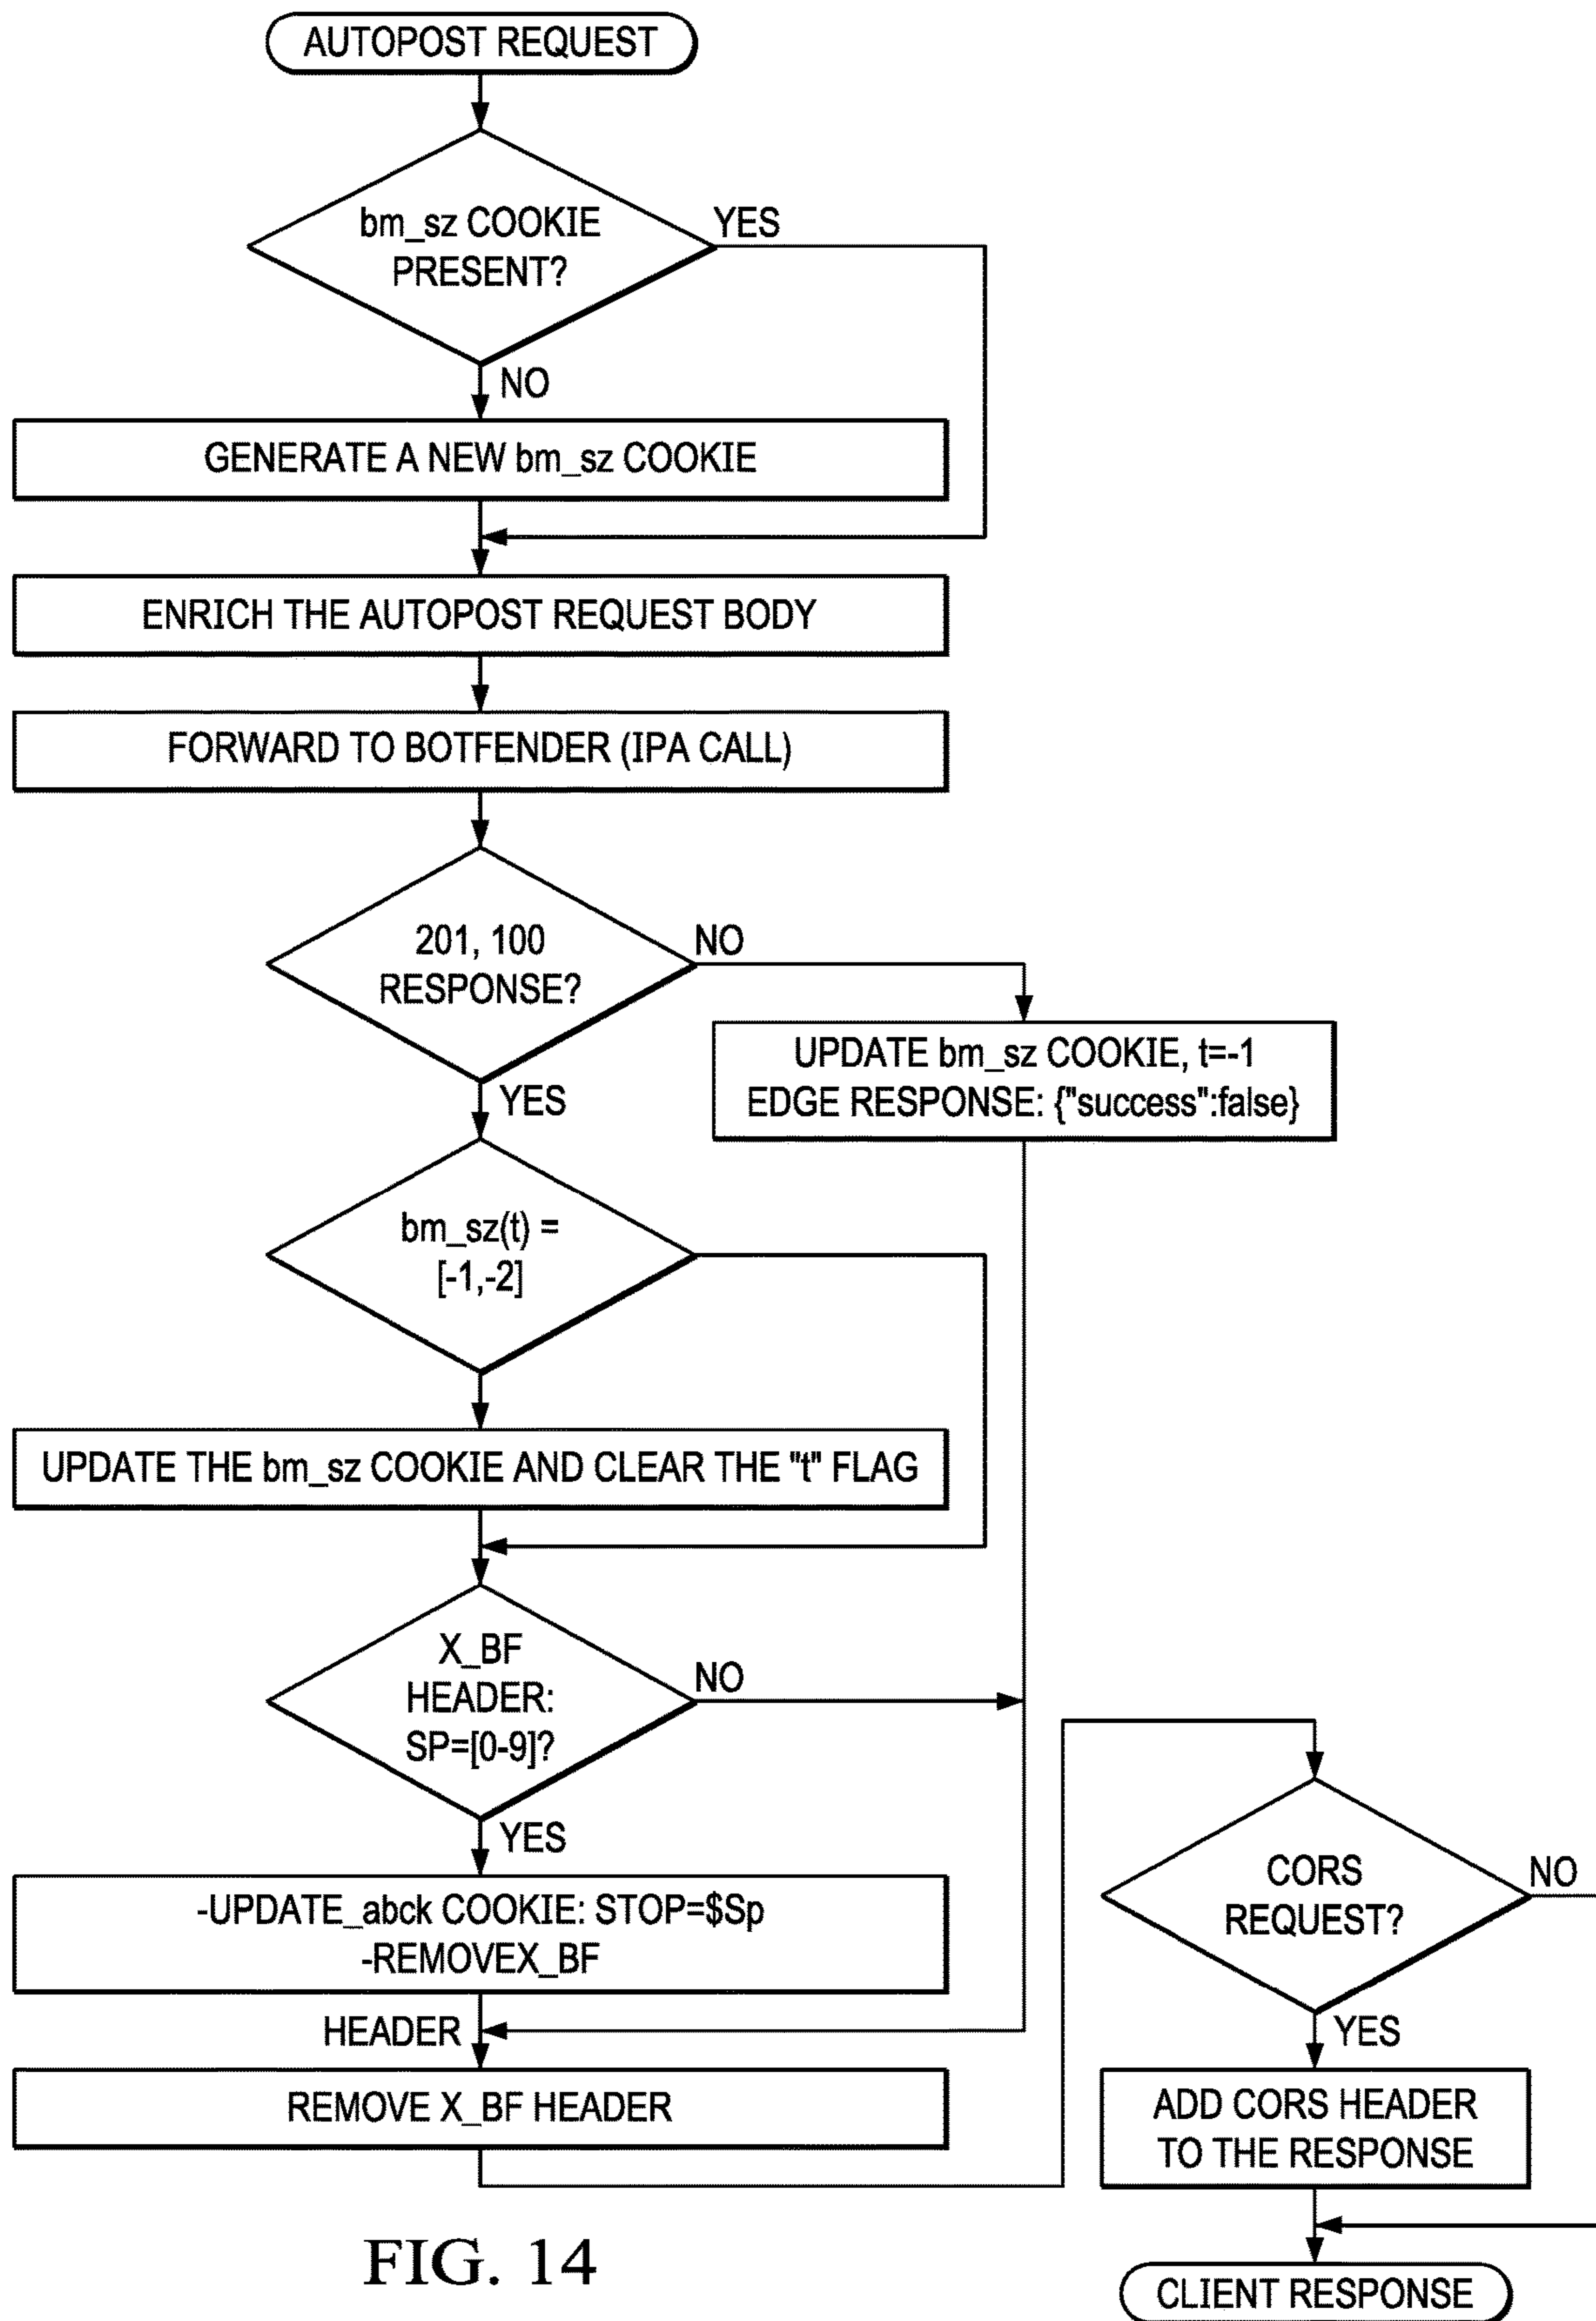 AUTOPOST REQUEST
bm_sz COOKIE
PRESENT?
YES
NO
GENERATE A NEW bm_sz COOKIE
ENRICH THE AUTOPOST REQUEST BODY
FORWARD TO BOTFENDER (IPA CALL)
201, 100
RESPONSE?
NO
YES
UPDATE bm_sz COOKIE, t=-1
EDGE RESPONSE: {"success":false}
bm_sz(t) =
[-1,-2]
UPDATE THE bm_sz COOKIE AND CLEAR THE "t" FLAG
X_BF
HEADER:
SP=[0-9]?
NO
YES
-UPDATE_abck COOKIE: STOP=$Sp
-REMOVEX_BF
HEADER
REMOVE X_BF HEADER
CORS
REQUEST?
NO
YES
ADD CORS HEADER
TO THE RESPONSE
CLIENT RESPONSE
FIG. 14